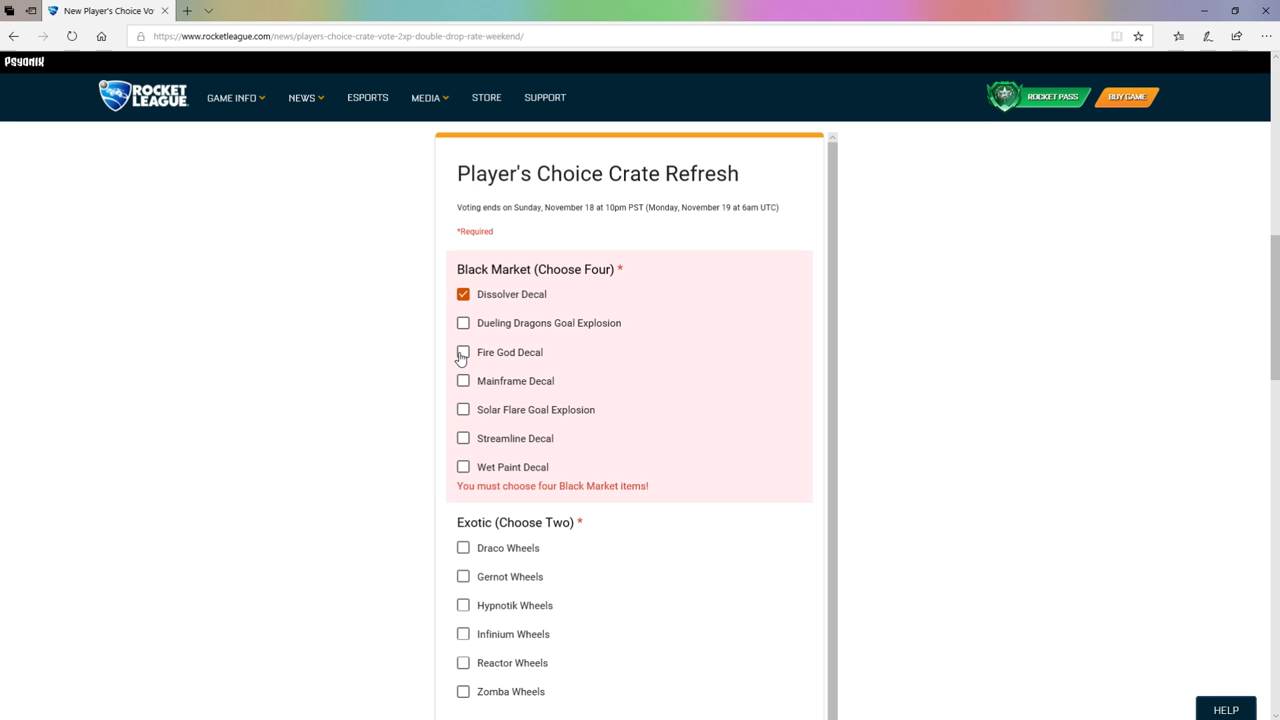 New Player's Choice Vo
https://www.rocketleague.com/news/players-choice-crate-vote-2xp-double-drop-rate-weekend/
PSYONIX
ROCKET LEAGUE
GAME INFO
NEWS
ESPORTS
MEDIA
STORE
SUPPORT
ROCKET PASS
BUY GAME
Player's Choice Crate Refresh
Voting ends on Sunday, November 18 at 10pm PST (Monday, November 19 at 6am UTC)
*Required
Black Market (Choose Four) *
Dissolver Decal
Dueling Dragons Goal Explosion
Fire God Decal
Mainframe Decal
Solar Flare Goal Explosion
Streamline Decal
Wet Paint Decal
You must choose four Black Market items!
Exotic (Choose Two) *
Draco Wheels
Gernot Wheels
Hypnotik Wheels
Infinium Wheels
Reactor Wheels
Zomba Wheels
HELP